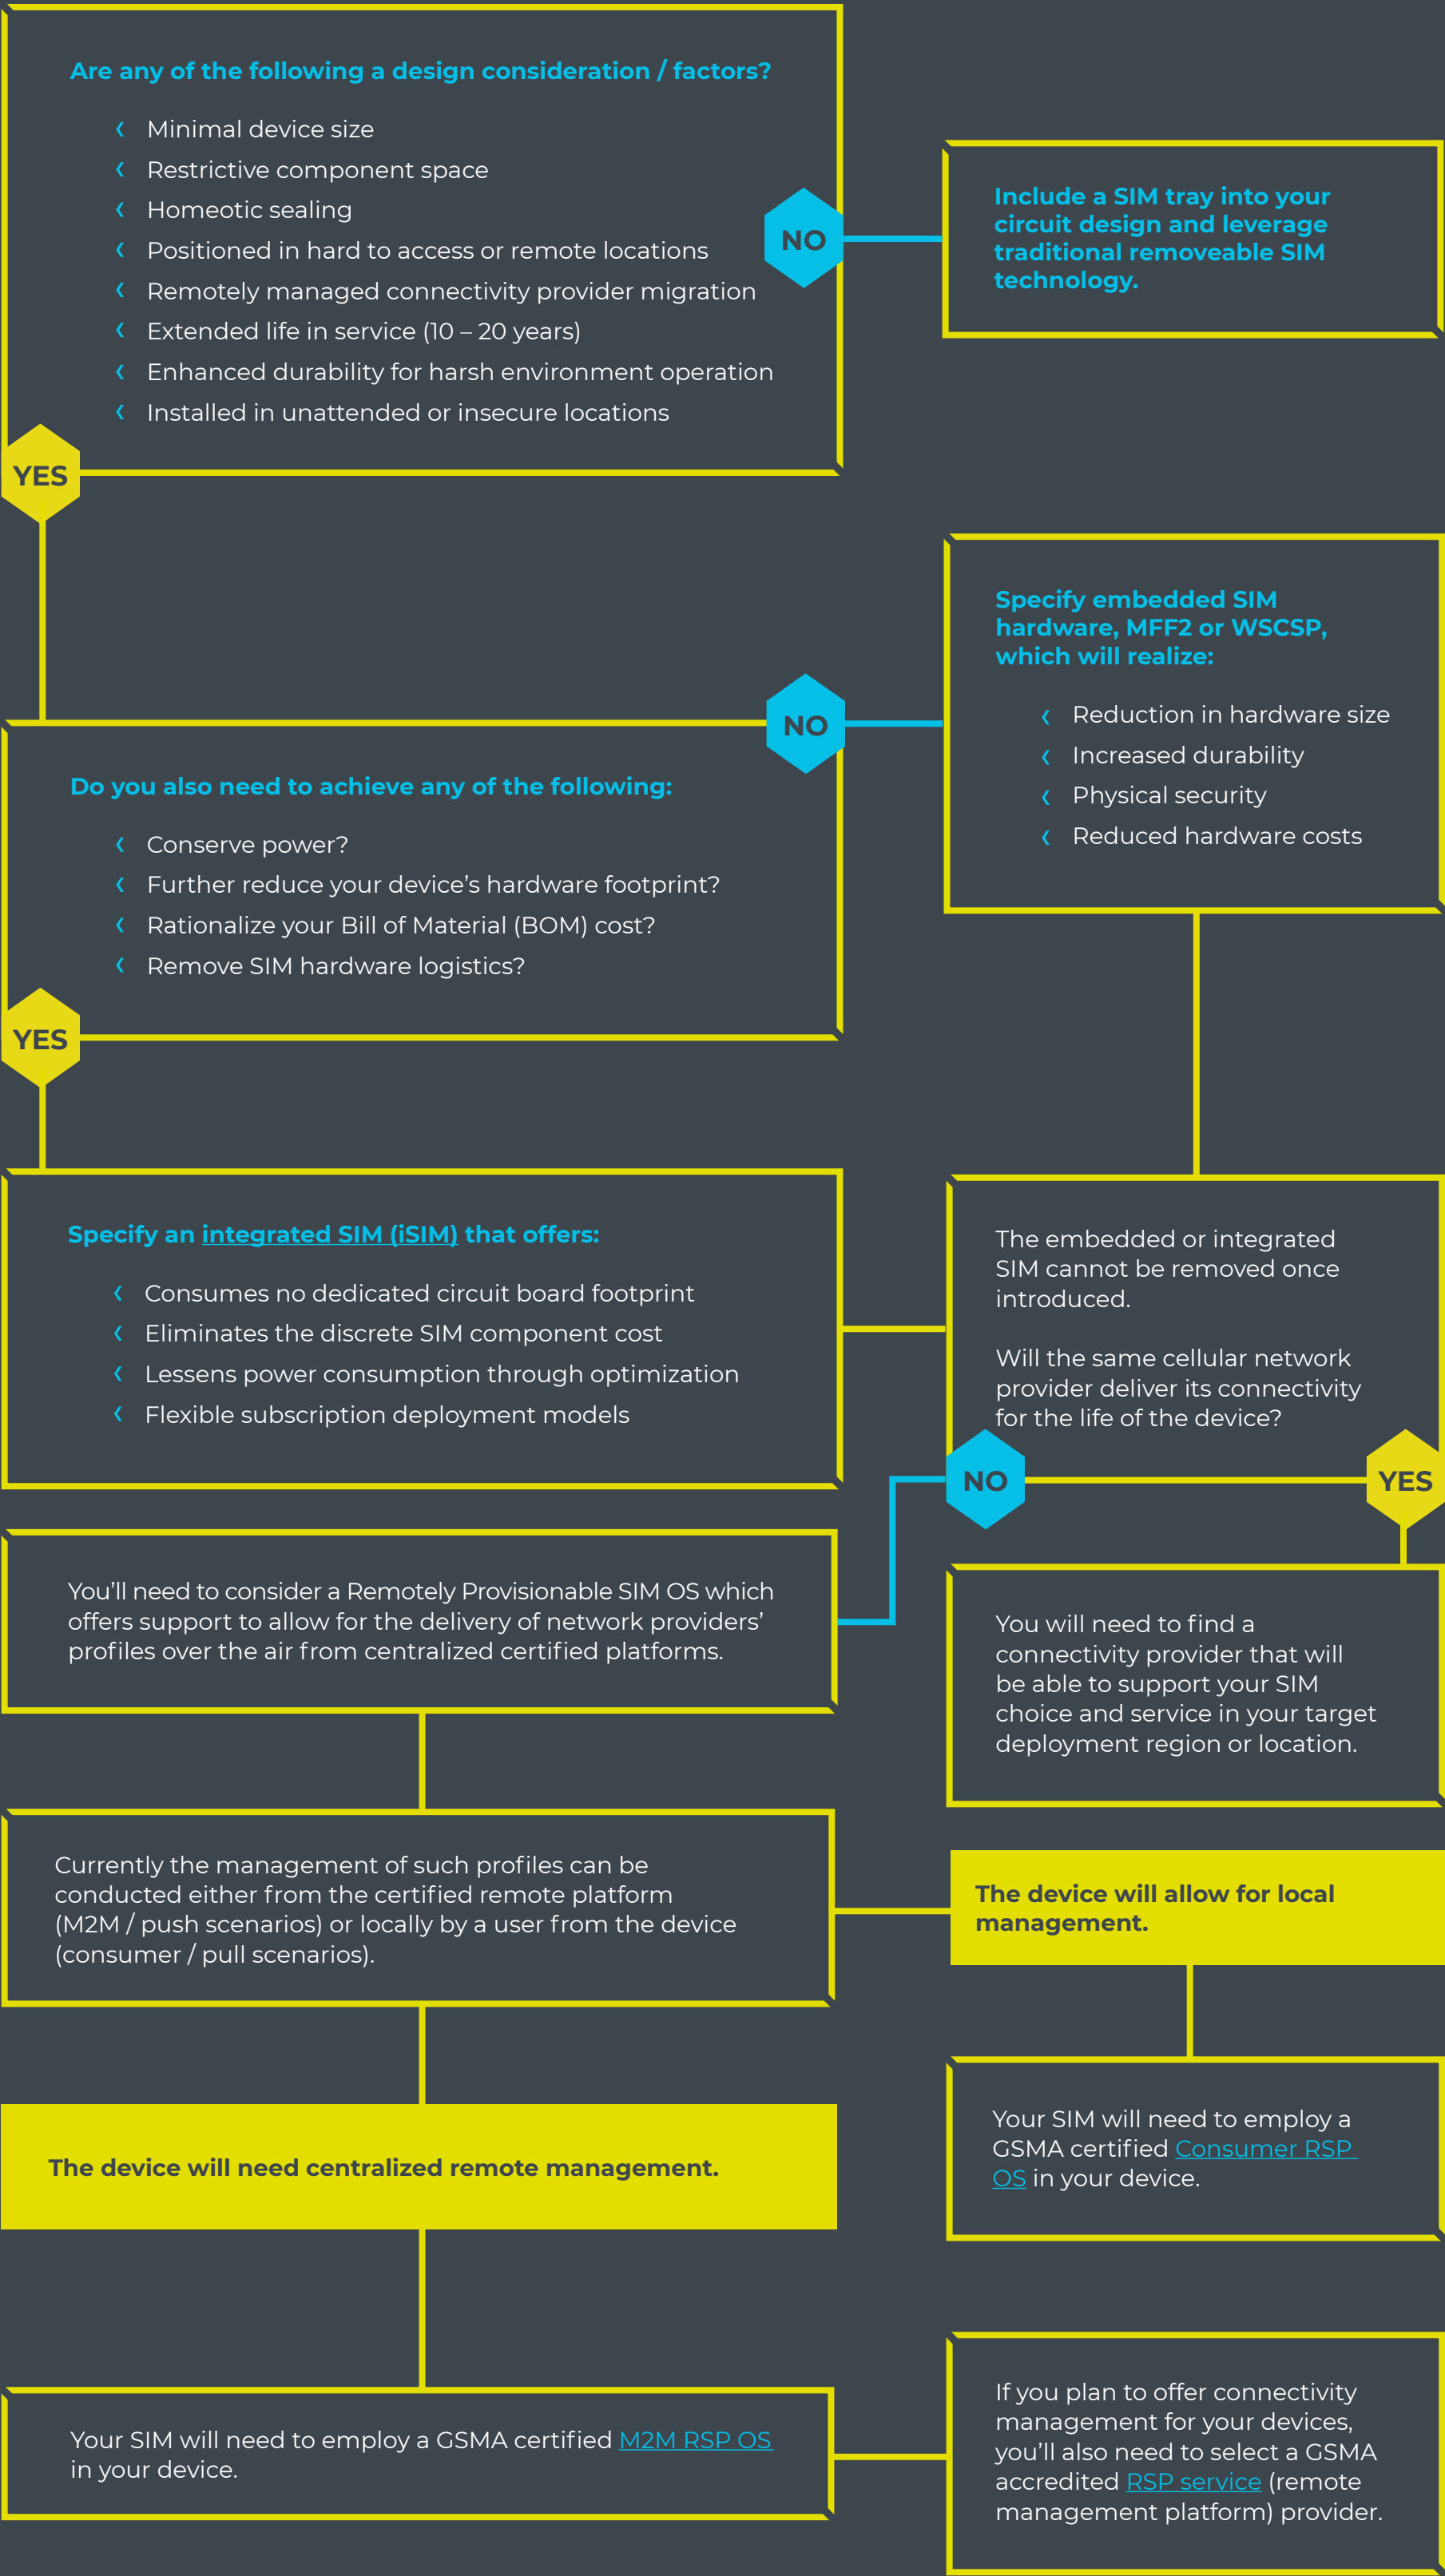 Are any of the following a design consideration / factors?
Minimal device size
Restrictive component space
Homeotic sealing
Positioned in hard to access or remote locations
Remotely managed connectivity provider migration
Extended life in service (10 – 20 years)
Enhanced durability for harsh environment operation
Installed in unattended or insecure locations
NO
Include a SIM tray into your
circuit design and leverage
traditional removeable SIM
technology.
YES
Do you also need to achieve any of the following:
Conserve power?
Further reduce your device’s hardware footprint?
Rationalize your Bill of Material (BOM) cost?
Remove SIM hardware logistics?
NO
Specify embedded SIM
hardware, MFF2 or WSCSP,
which will realize:
Reduction in hardware size
Increased durability
Physical security
Reduced hardware costs
YES
Specify an integrated SIM (iSIM) that offers:
Consumes no dedicated circuit board footprint
Eliminates the discrete SIM component cost
Lessens power consumption through optimization
Flexible subscription deployment models
The embedded or integrated
SIM cannot be removed once
introduced.
Will the same cellular network
provider deliver its connectivity
for the life of the device?
NO
YES
You’ll need to consider a Remotely Provisionable SIM OS which
offers support to allow for the delivery of network providers’
profiles over the air from centralized certified platforms.
You will need to find a
connectivity provider that will
be able to support your SIM
choice and service in your target
deployment region or location.
Currently the management of such profiles can be
conducted either from the certified remote platform
(M2M / push scenarios) or locally by a user from the device
(consumer / pull scenarios).
The device will allow for local
management.
The device will need centralized remote management.
Your SIM will need to employ a
GSMA certified Consumer RSP
OS in your device.
Your SIM will need to employ a GSMA certified M2M RSP OS
in your device.
If you plan to offer connectivity
management for your devices,
you’ll also need to select a GSMA
accredited RSP service (remote
management platform) provider.